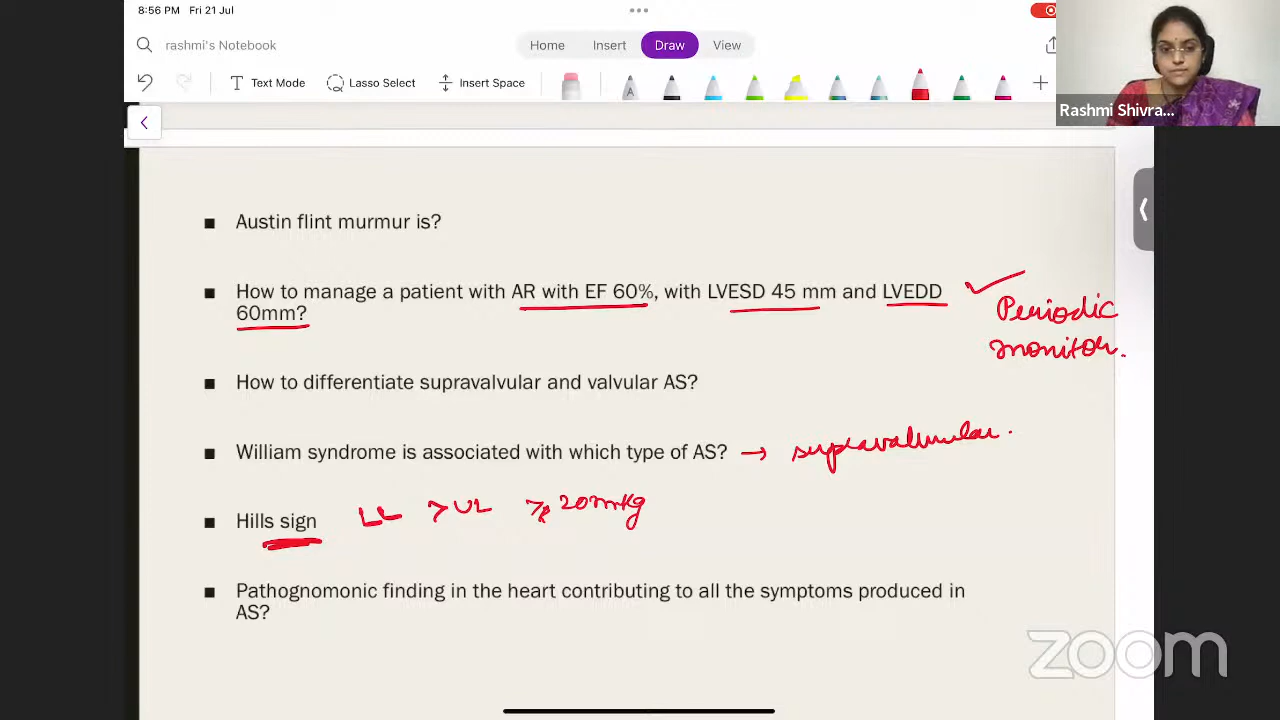 8:56 PM Fri 21 Jul
rashmi's Notebook
Home Insert Draw View
Text Mode Lasso Select Insert Space
A
Rashmi Shivra...
Austin flint murmur is?
How to manage a patient with AR with EF 60%, with LVESD 45 mm and LVEDD
60mm?
Periodic
monitor.
How to differentiate supravalvular and valvular AS?
William syndrome is associated with which type of AS? → supravalvular.
Hills sign LL > UL ≥ 20mmHg
Pathognomonic finding in the heart contributing to all the symptoms produced in
AS?
zoom